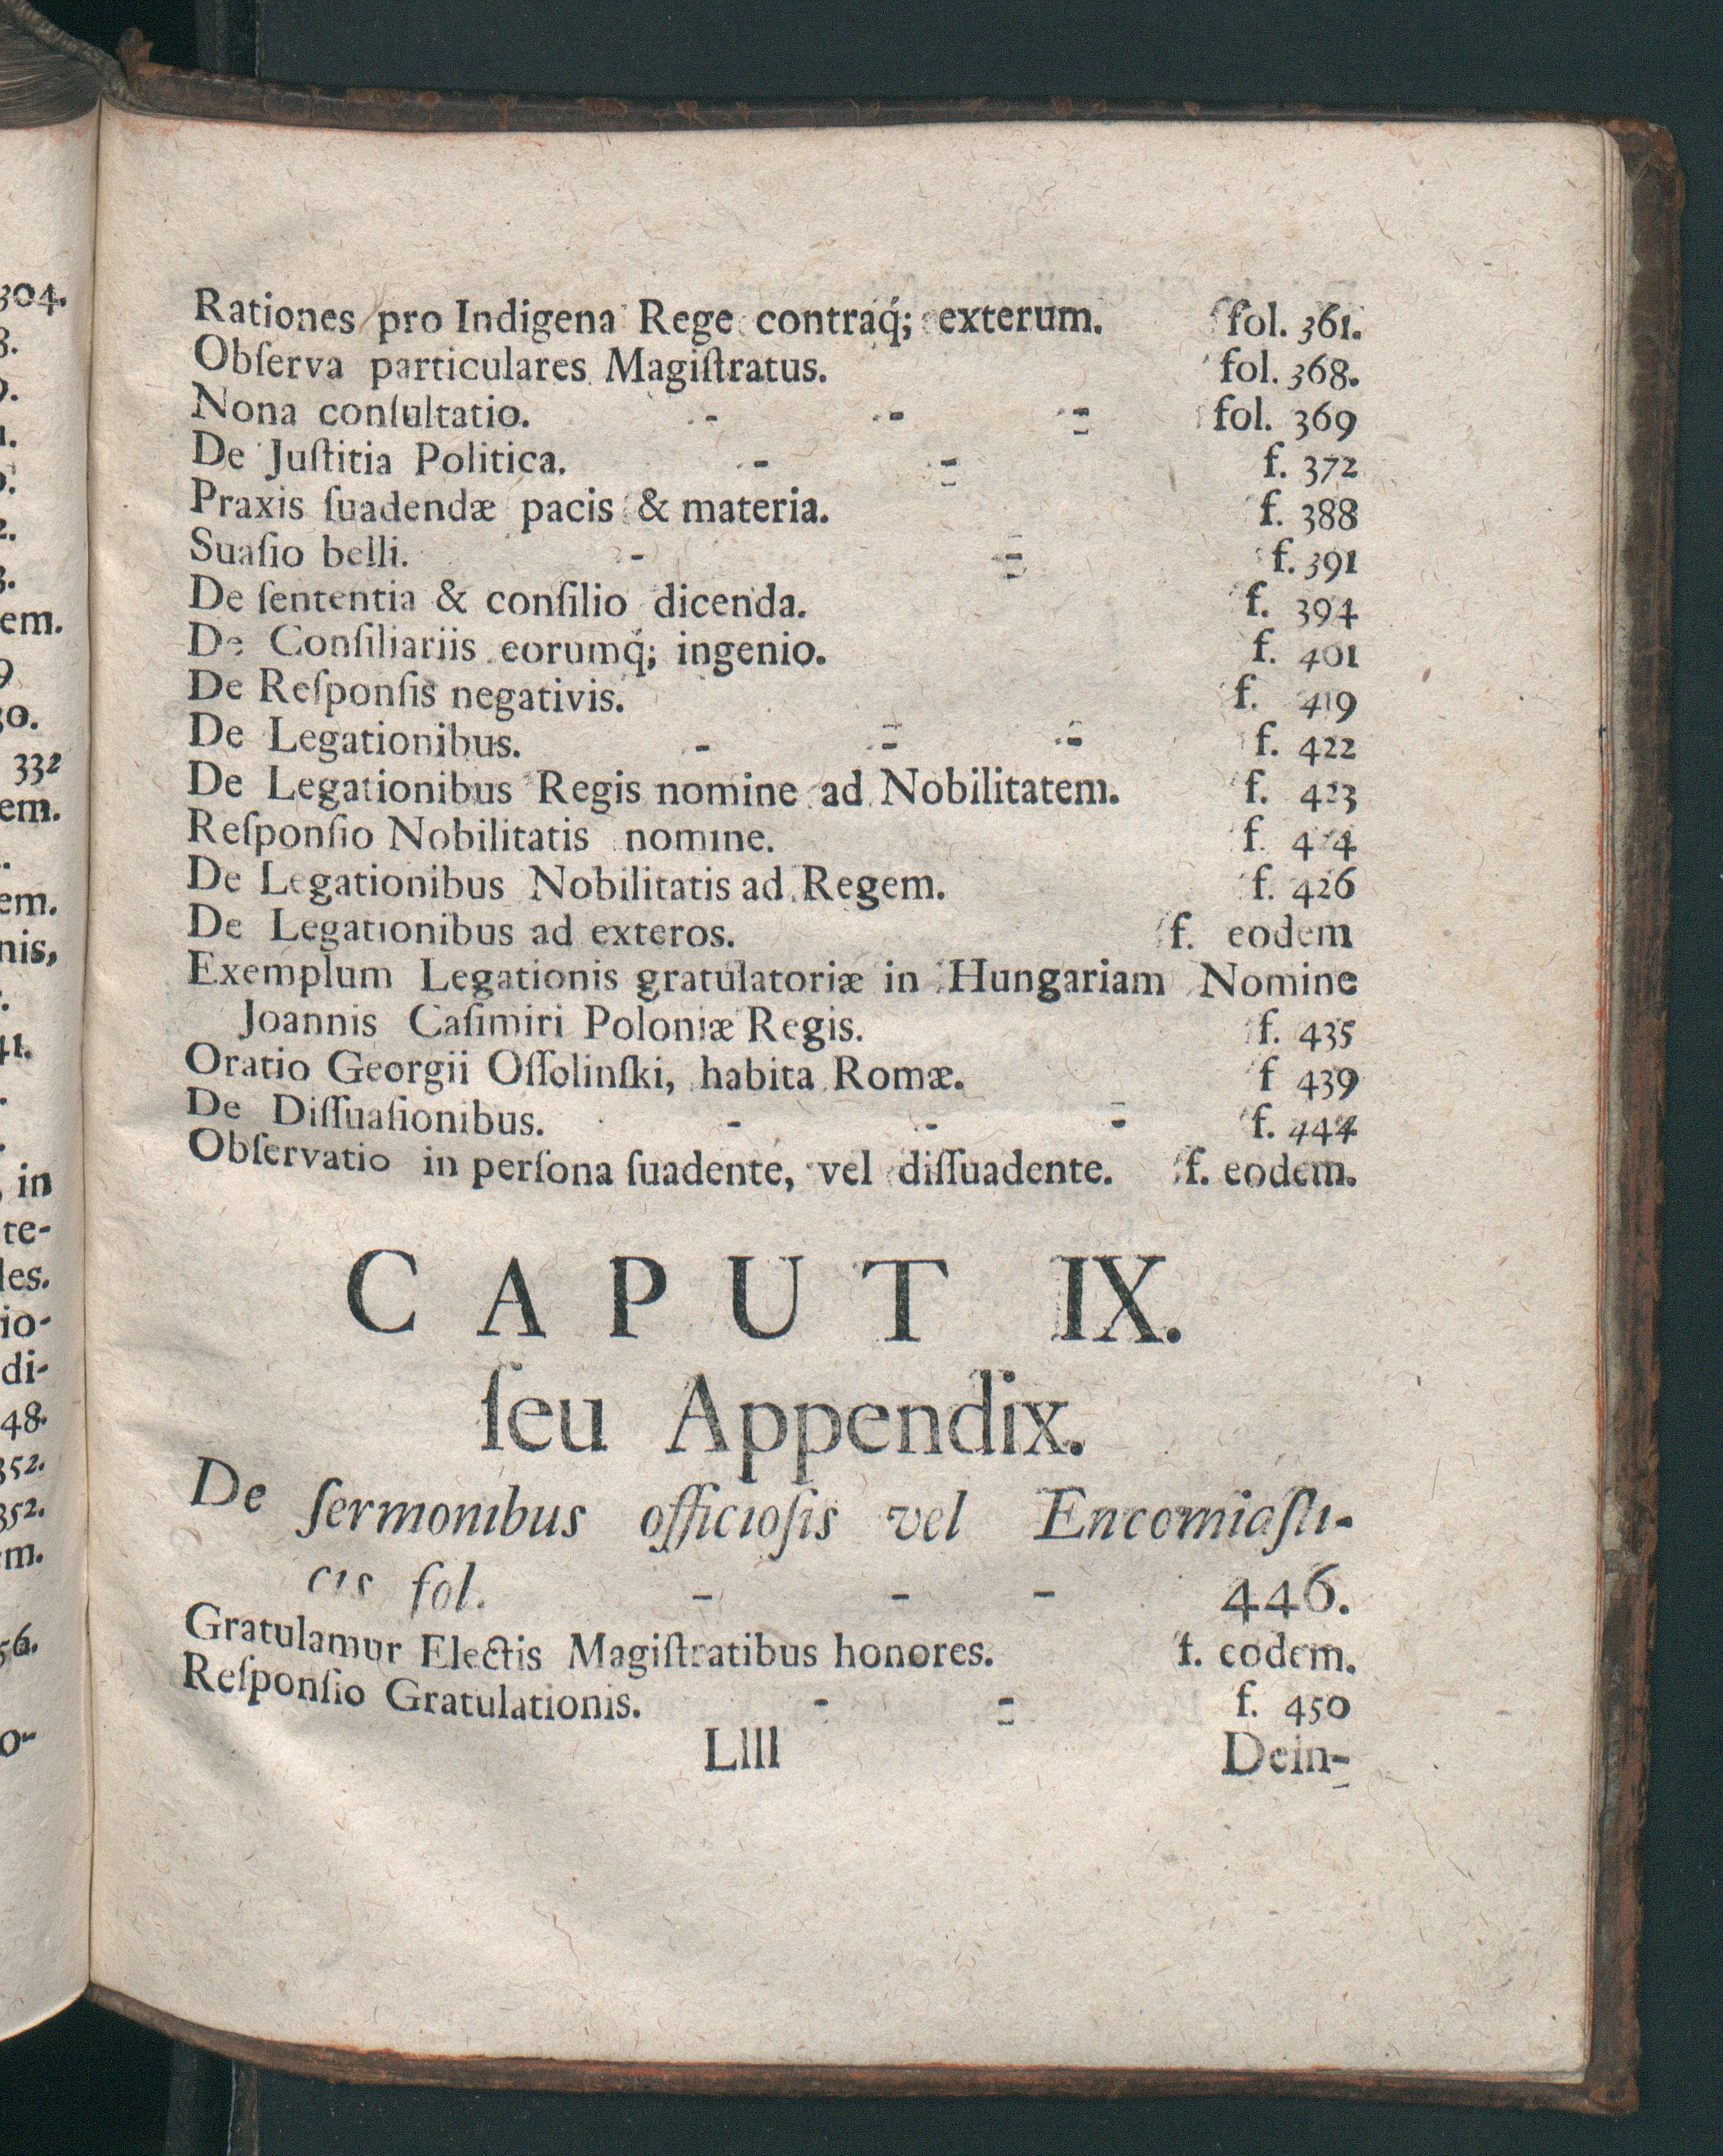 Rationes pro Indigena Rege contraq́; exterum. fol. 361.
Obſerva particulares Magiſtratus. fol. 368.
Nona conſultatio. - - - fol. 369
De Juſtitia Politica. - - f. 372
Praxis ſuadendæ pacis & materia. f. 388
Suaſio belli. - - f. 391
De ſententia & conſilio dicenda. f. 394
De Conſiliariis eorumq́; ingenio. f. 401
De Reſponſis negativis. f. 419
De Legationibus. - - - f. 422
De Legationibus Regis nomine ad Nobilitatem. f. 423
Reſponſio Nobilitatis nomine. f.
De Legationibus Nobilitatis ad Regem. f. 426
De Legationibus ad exteros. f. eodem
Exemplum Legationis gratulatoriæ in Hungariam Nomine
Joannis Caſimiri Poloniæ Regis. f. 435
Oratio Georgii Oſſolinſki, habita Romæ. f 439
De Diſſuaſionibus. - - - f. 444
Obſervatio in perſona ſuadente, vel diſſuadente. f. eodem.
CAPUT IX.
ſeu Appendix.
De ſermonibus officioſis vel Encomiaſti-
cis fol. - - - 446.
Gratulamur Electis Magiſtratibus honores. f. eodem.
Reſponſio Gratulationis. - - f. 450
Llll Dein-